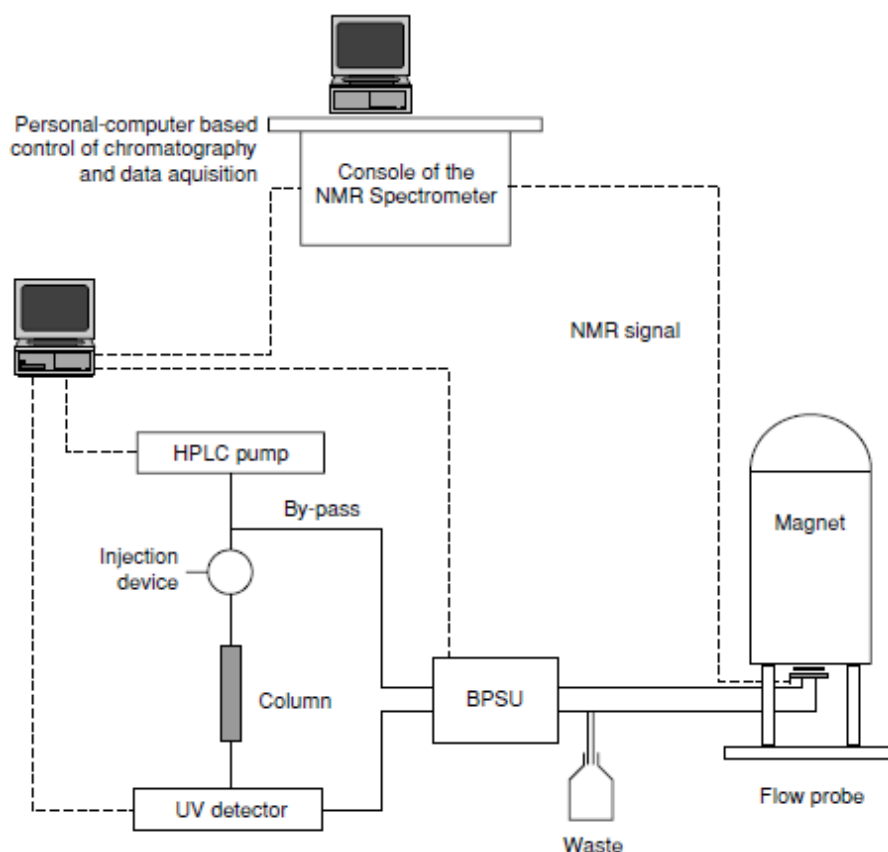 Personal-computer based
control of chromatography
and data aquisition
Console of the
NMR Spectrometer
NMR signal
HPLC pump
By-pass
Magnet
Injection
device
Column
BPSU
UV detector
Flow probe
Waste